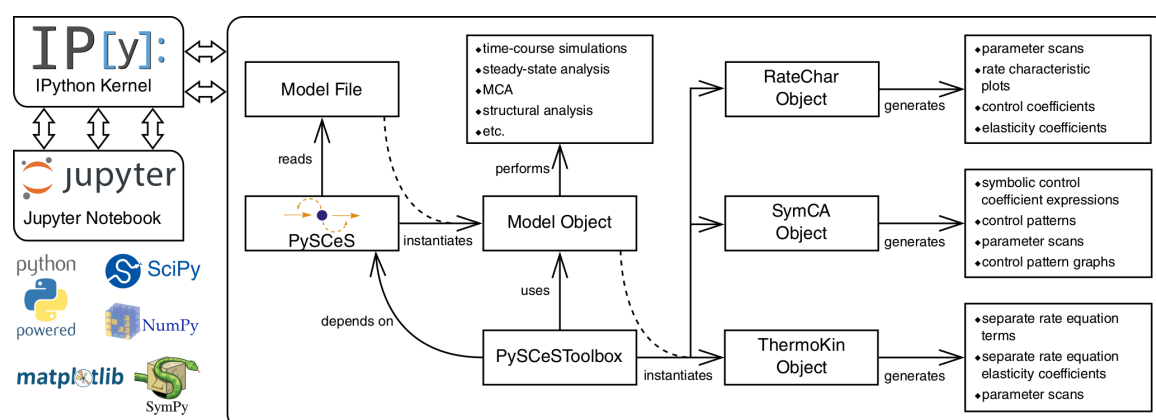 IP[y]:
IPython Kernel
jupyter
Jupyter Notebook
python
powered
SciPy
NumPy
matplotlib
SymPy
Model File
reads
PySCeS
instantiates
depends on
◆time-course simulations
◆steady-state analysis
◆MCA
◆structural analysis
◆etc.
performs
Model Object
uses
PySCeSToolbox
instantiates
RateChar
Object
generates
◆parameter scans
◆rate characteristic
plots
◆control coefficients
◆elasticity coefficients
SymCA
Object
generates
◆symbolic control
coefficient expressions
◆control patterns
◆parameter scans
◆control pattern graphs
ThermoKin
Object
generates
◆separate rate equation
terms
◆separate rate equation
elasticity coefficients
◆parameter scans